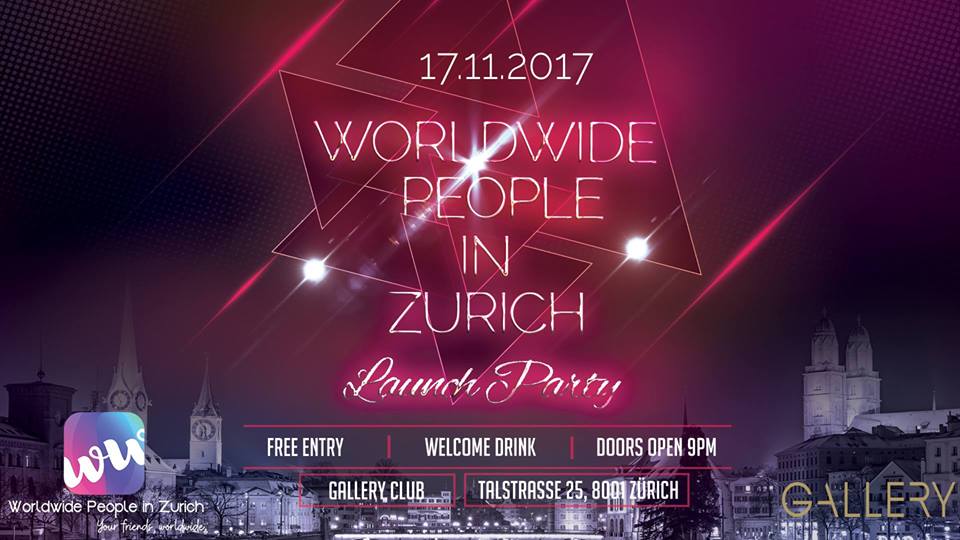 17.11.2017
WORLDWIDE
PEOPLE
IN
ZURICH
Launch Party
FREE ENTRY | WELCOME DRINK | DOORS OPEN 9PM
GALLERY CLUB TALSTRASSE 25, 8001 ZÜRICH
ww
Worldwide People in Zurich
Your friends, worldwide.
GALLERY